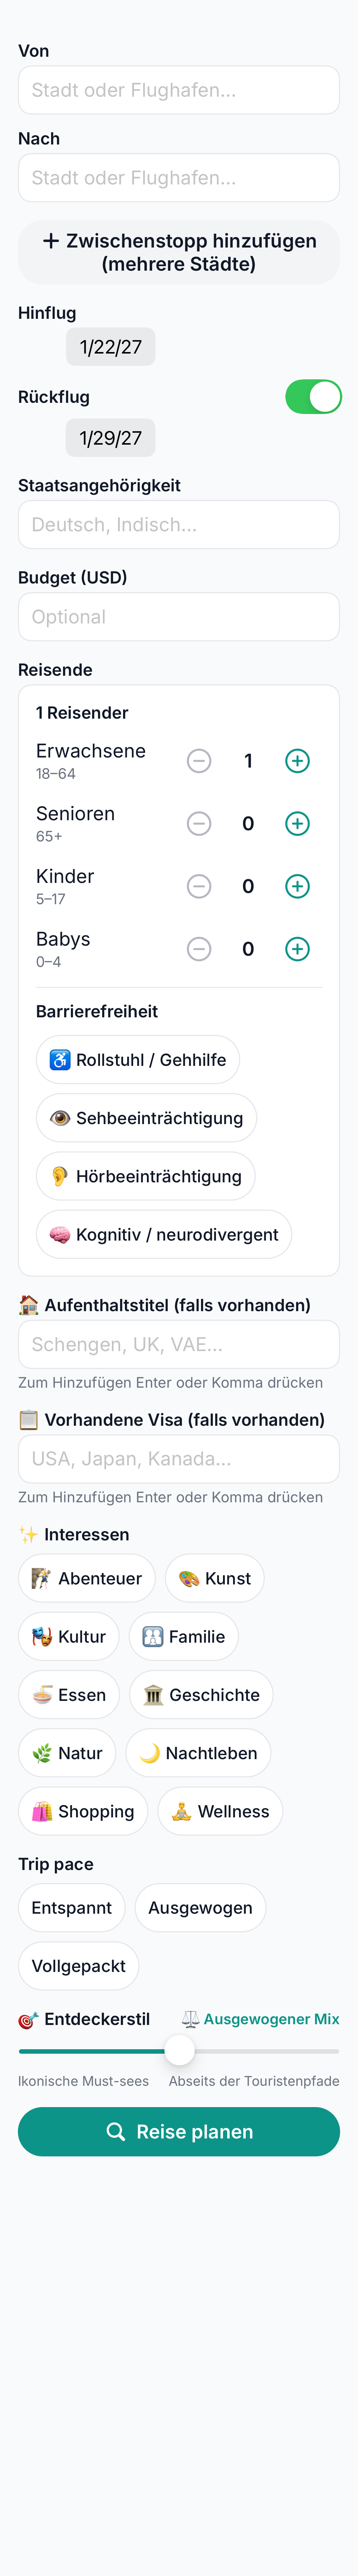 Von
Stadt oder Flughafen...
Nach
Stadt oder Flughafen...
+ Zwischenstopp hinzufügen
(mehrere Städte)
Hinflug
1/22/27
Rückflug
1/29/27
Staatsangehörigkeit
Deutsch, Indisch...
Budget (USD)
Optional
Reisende
1 Reisender
Erwachsene
18–64
1
Senioren
65+
0
Kinder
5–17
0
Babys
0–4
0
Barrierefreiheit
♿ Rollstuhl / Gehhilfe
👁️ Sehbeeinträchtigung
🦻 Hörbeeinträchtigung
🧠 Kognitiv / neurodivergent
🏠 Aufenthaltstitel (falls vorhanden)
Schengen, UK, VAE...
Zum Hinzufügen Enter oder Komma drücken
📋 Vorhandene Visa (falls vorhanden)
USA, Japan, Kanada...
Zum Hinzufügen Enter oder Komma drücken
✨ Interessen
🧗 Abenteuer
🎨 Kunst
🎭 Kultur
👨‍👩‍👧 Familie
🍜 Essen
🏛️ Geschichte
🌿 Natur
🌙 Nachtleben
🛍️ Shopping
🧘 Wellness
Trip pace
Entspannt
Ausgewogen
Vollgepackt
🎯 Entdeckerstil
⚖️ Ausgewogener Mix
Ikonische Must-sees
Abseits der Touristenpfade
Reise planen